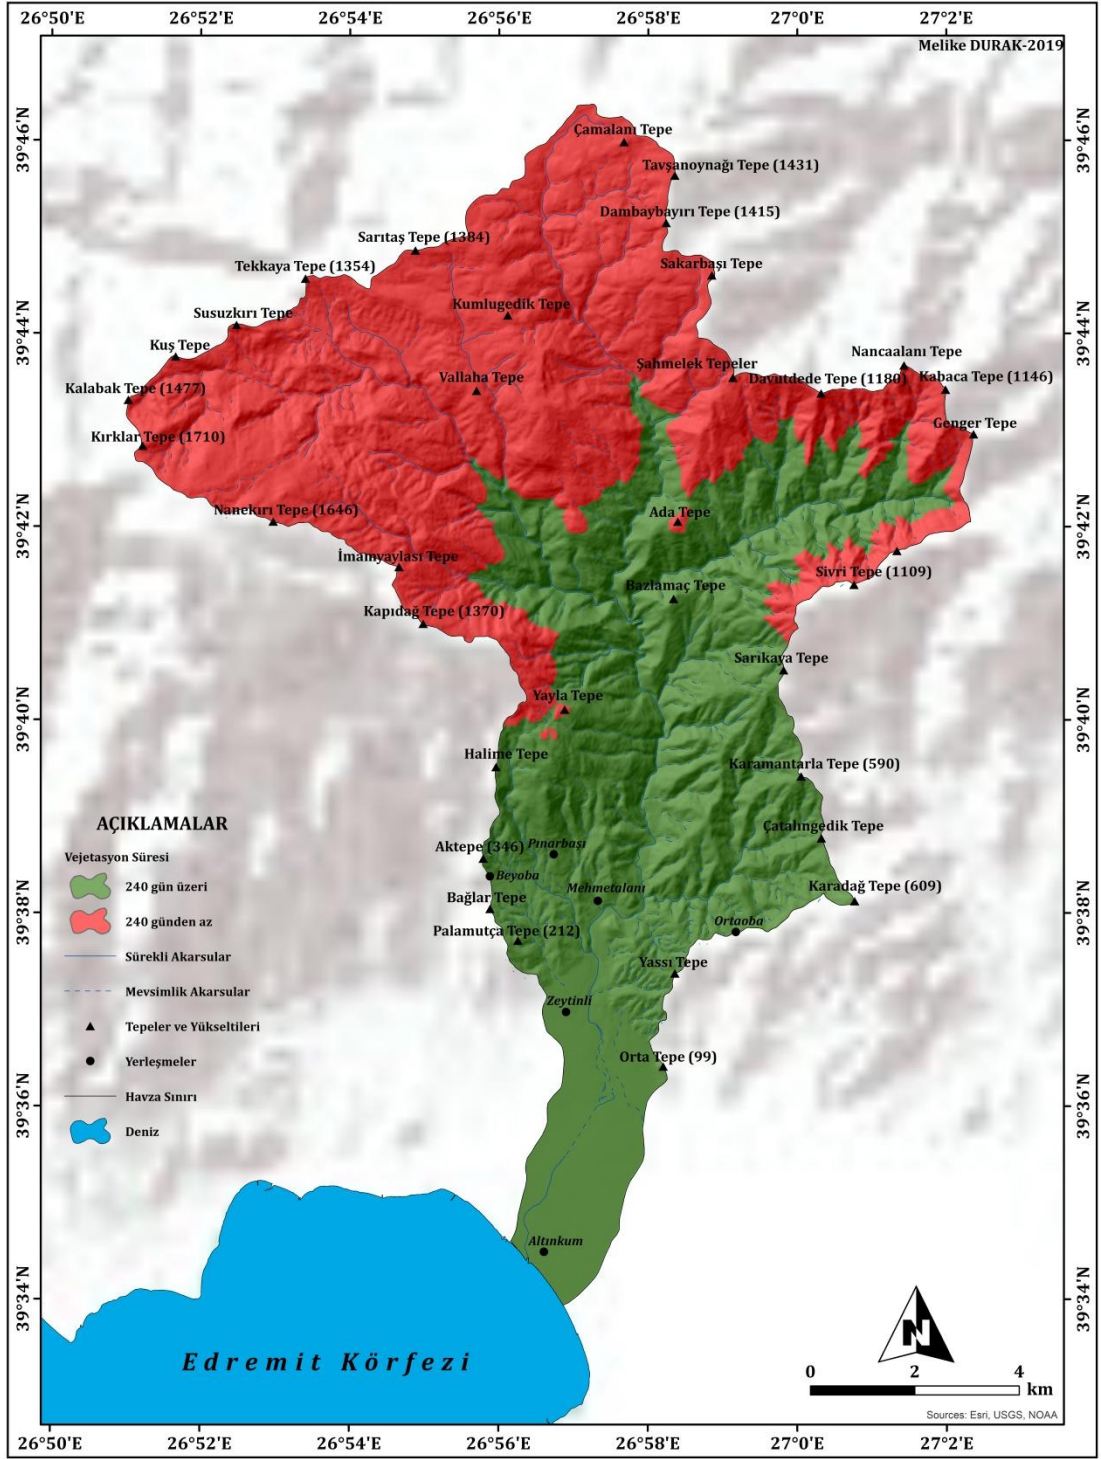 26°50'E 26°52'E 26°54'E 26°56'E 26°58'E 27°0'E 27°2'E
Melike DURAK-2019
39°46'N
39°46'N
Çamalanı Tepe
Tavşanoynağı Tepe (1431)
Dambaybayırı Tepe (1415)
Sarıtaş Tepe (1384)
Tekkaya Tepe (1354)
Sakarbaşı Tepe
Kumlugedik Tepe
Susuzkırı Tepe
39°44'N
39°44'N
Kuş Tepe
Nancaalanı Tepe
Şahmelek Tepeler
Vallaha Tepe
Davutdede Tepe (1180)
Kabaca Tepe (1146)
Kalabak Tepe (1477)
Genger Tepe
Kırklar Tepe (1710)
Nanekırı Tepe (1646)
Ada Tepe
39°42'N
39°42'N
İmamyaylası Tepe
Sivri Tepe (1109)
Bazlamaç Tepe
Kapıdağ Tepe (1370)
Sarıkaya Tepe
Yayla Tepe
39°40'N
39°40'N
Halime Tepe
Karamantarla Tepe (590)
Çatalıngedik Tepe
Aktepe (346)
Pınarbaşı
Beyoba
Mehmetalanı
Karadağ Tepe (609)
Bağlar Tepe
39°38'N
39°38'N
Ortaoba
Palamutça Tepe (212)
Yassı Tepe
Zeytinli
Orta Tepe (99)
39°36'N
39°36'N
Altınkum
39°34'N
39°34'N
AÇIKLAMALAR
Vejetasyon Süresi
240 gün üzeri
240 günden az
Sürekli Akarsular
Mevsimlik Akarsular
Tepeler ve Yükseltileri
Yerleşmeler
Havza Sınırı
Deniz
Edremit Körfezi
N
0 2 4
km
Sources: Esri, USGS, NOAA
26°50'E 26°52'E 26°54'E 26°56'E 26°58'E 27°0'E 27°2'E